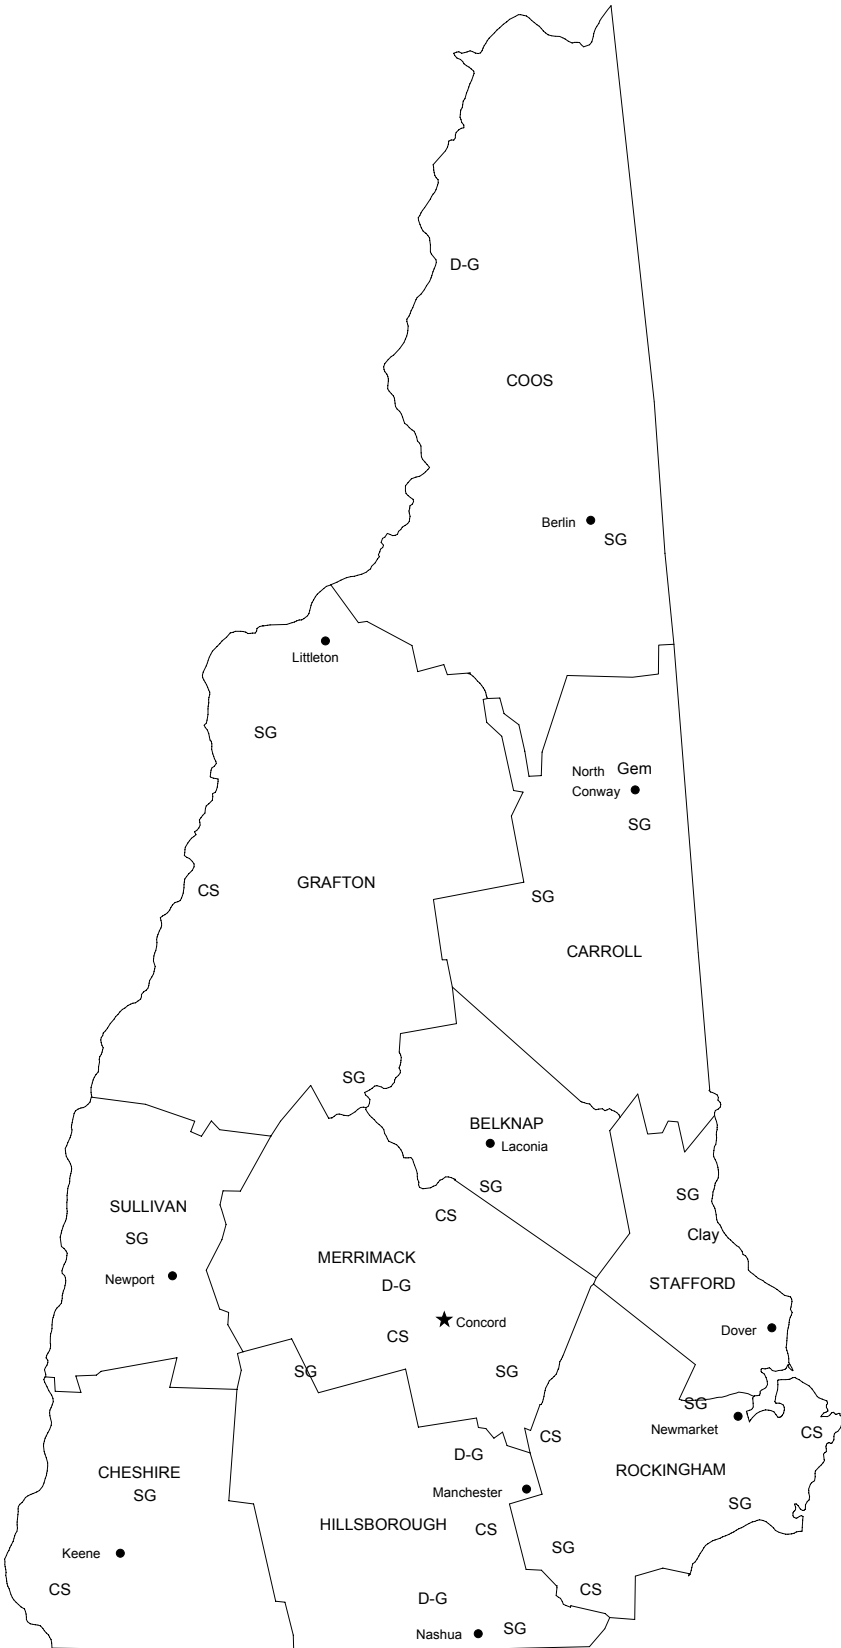 D-G
COOS
Berlin
SG
Littleton
SG
North Gem
Conway
SG
CS
GRAFTON
SG
CARROLL
SG
BELKNAP
Laconia
SG
SG
SULLIVAN
CS
SG
Clay
MERRIMACK
Newport
D-G
STAFFORD
Concord
Dover
CS
SG
SG
SG
Newmarket
CS
CS
D-G
ROCKINGHAM
CHESHIRE
SG
Manchester
SG
HILLSBOROUGH
CS
SG
Keene
CS
CS
D-G
SG
Nashua